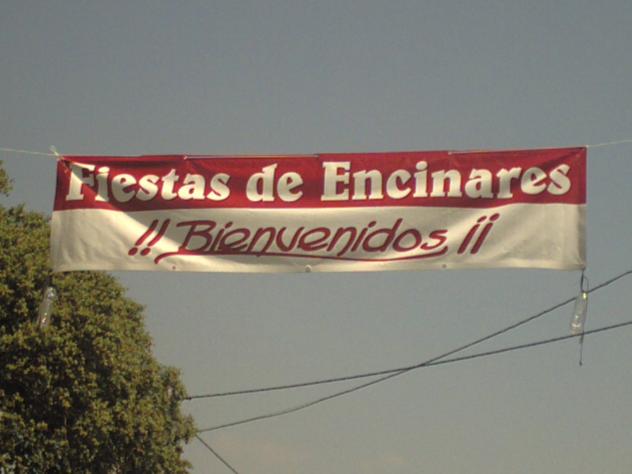 Fiestas de Encinares
!! Bienvenidos ¡¡